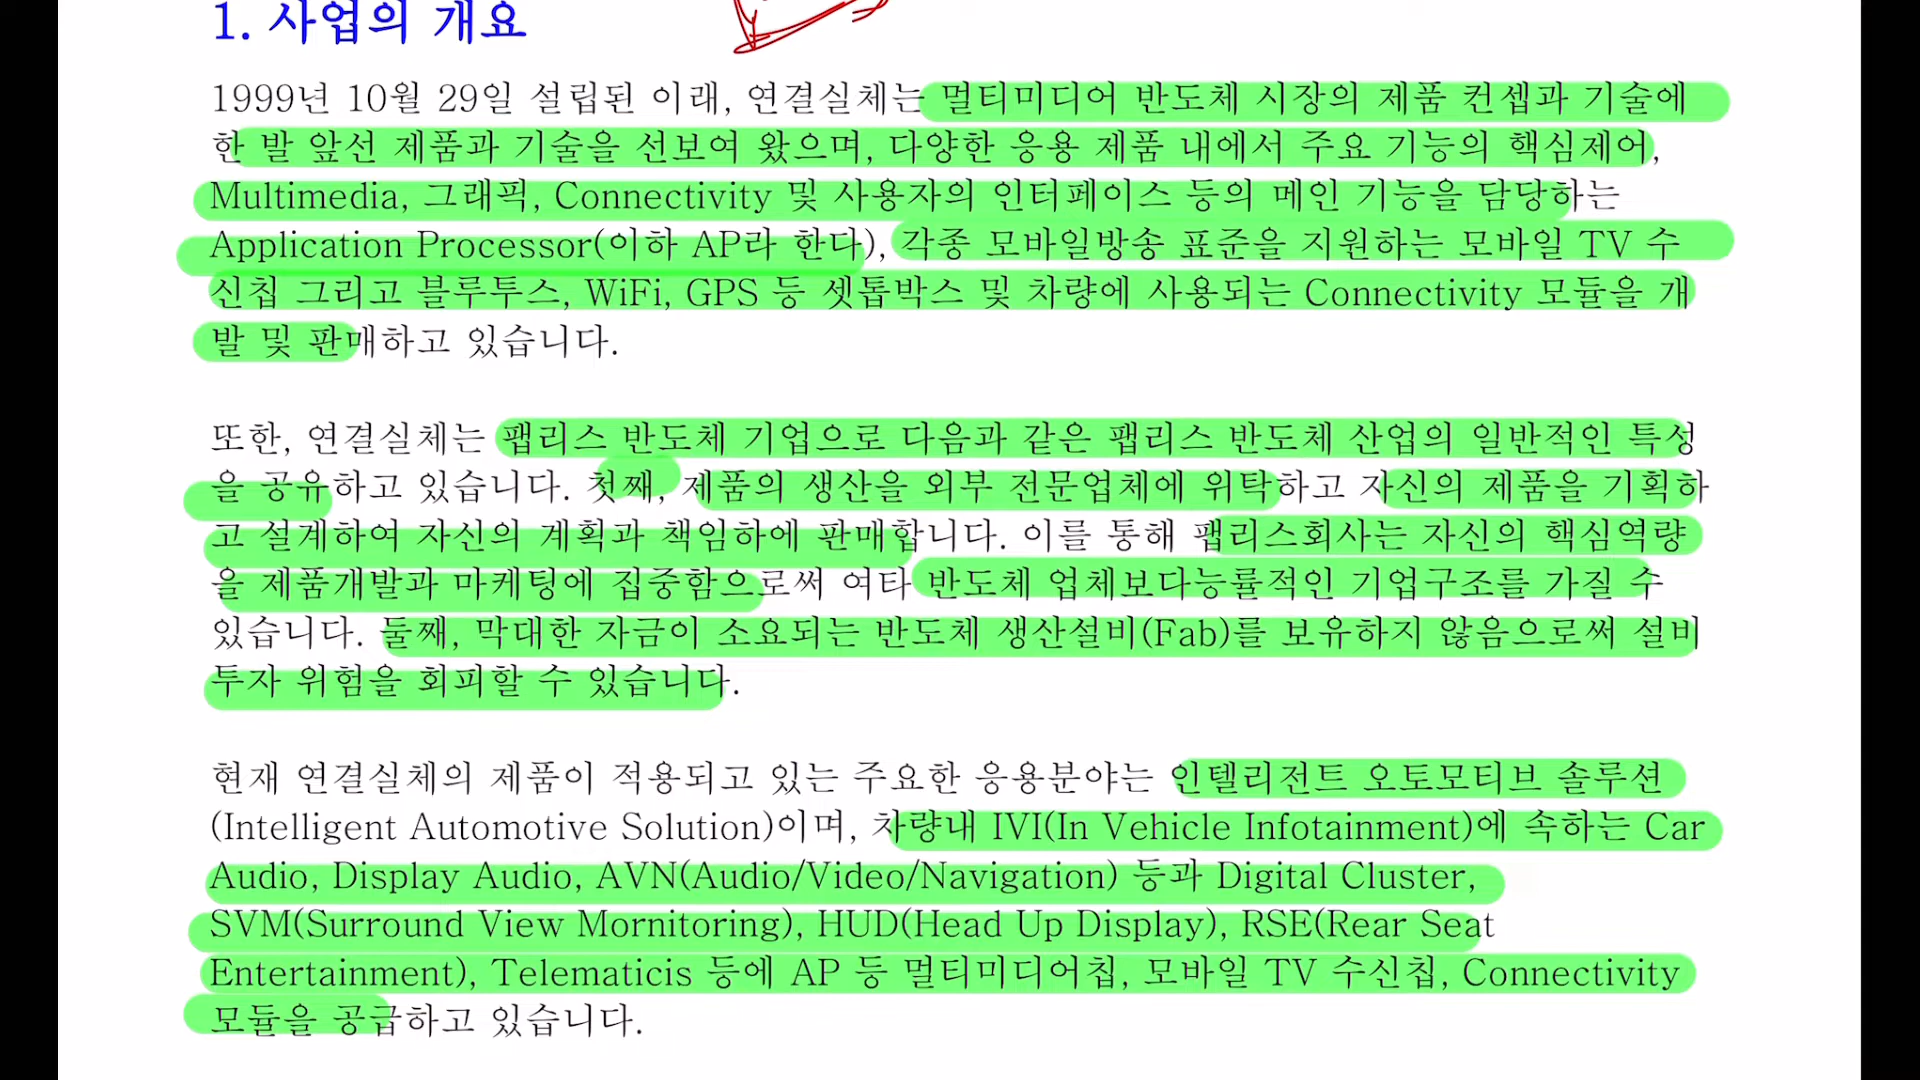 1. 사업의 개요
1999년 10월 29일 설립된 이래, 연결실체는 멀티미디어 반도체 시장의 제품 컨셉과 기술에
한 발 앞선 제품과 기술을 선보여 왔으며, 다양한 응용 제품 내에서 주요 기능의 핵심제어,
Multimedia, 그래픽, Connectivity 및 사용자의 인터페이스 등의 메인 기능을 담당하는
Application Processor(이하 AP라 한다), 각종 모바일방송 표준을 지원하는 모바일 TV 수
신칩 그리고 블루투스, WiFi, GPS 등 셋톱박스 및 차량에 사용되는 Connectivity 모듈을 개
발 및 판매하고 있습니다.
또한, 연결실체는 팹리스 반도체 기업으로 다음과 같은 팹리스 반도체 산업의 일반적인 특성
을 공유하고 있습니다. 첫째, 제품의 생산을 외부 전문업체에 위탁하고 자신의 제품을 기획하
고 설계하여 자신의 계획과 책임하에 판매합니다. 이를 통해 팹리스회사는 자신의 핵심역량
을 제품개발과 마케팅에 집중함으로써 여타 반도체 업체보다능률적인 기업구조를 가질 수
있습니다. 둘째, 막대한 자금이 소요되는 반도체 생산설비(Fab)를 보유하지 않음으로써 설비
투자 위험을 회피할 수 있습니다.
현재 연결실체의 제품이 적용되고 있는 주요한 응용분야는 인텔리전트 오토모티브 솔루션
(Intelligent Automotive Solution)이며, 차량내 IVI(In Vehicle Infotainment)에 속하는 Car
Audio, Display Audio, AVN(Audio/Video/Navigation) 등과 Digital Cluster,
SVM(Surround View Mornitoring), HUD(Head Up Display), RSE(Rear Seat
Entertainment), Telematicis 등에 AP 등 멀티미디어칩, 모바일 TV 수신칩, Connectivity
모듈을 공급하고 있습니다.